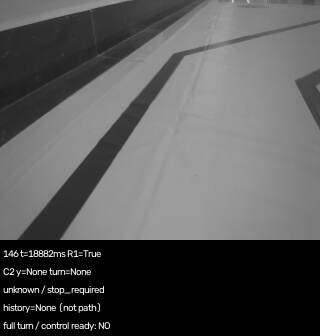 146 t=18882ms R1=True
C2 y=None turn=None
unknown / stop_required
history=None (not path)
full turn / control ready: NO